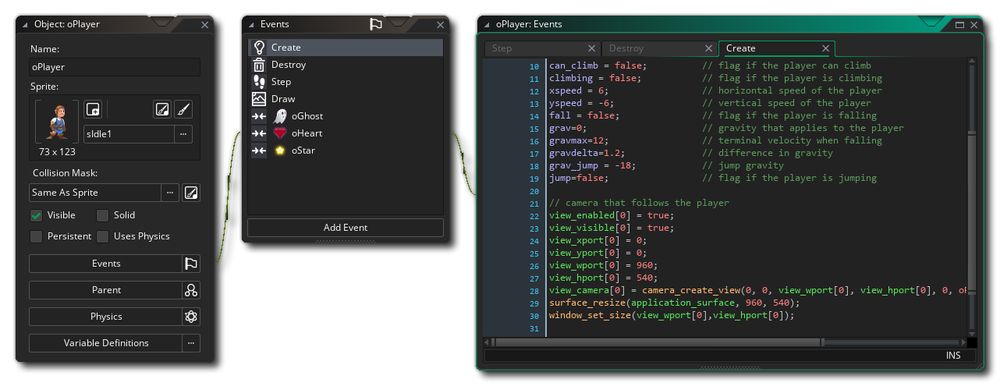 Object: oPlayer
Name:
oPlayer
Sprite:
sIdle1
...
73 x 123
Collision Mask:
Same As Sprite
...
Visible
Solid
Persistent
Uses Physics
Events
Parent
Physics
Variable Definitions
...
Events
Create
Destroy
Step
Draw
oGhost
oHeart
oStar
Add Event
oPlayer: Events
Step
Destroy
Create
10 can_climb = false; // flag if the player can climb
11 climbing = false; // flag if the player is climbing
12 xspeed = 6; // horizontal speed of the player
13 yspeed = -6; // vertical speed of the player
14 fall = false; // flag if the player is falling
15 grav=0; // gravity that applies to the player
16 gravmax=12; // terminal velocity when falling
17 gravdelta=1.2; // difference in gravity
18 grav_jump = -18; // jump gravity
19 jump=false; // flag if the player is jumping
20
21 // camera that follows the player
22 view_enabled[0] = true;
23 view_visible[0] = true;
24 view_xport[0] = 0;
25 view_yport[0] = 0;
26 view_wport[0] = 960;
27 view_hport[0] = 540;
28 view_camera[0] = camera_create_view(0, 0, view_wport[0], view_hport[0], 0,
29 surface_resize(application_surface, 960, 540);
30 window_set_size(view_wport[0],view_hport[0]);
31
INS